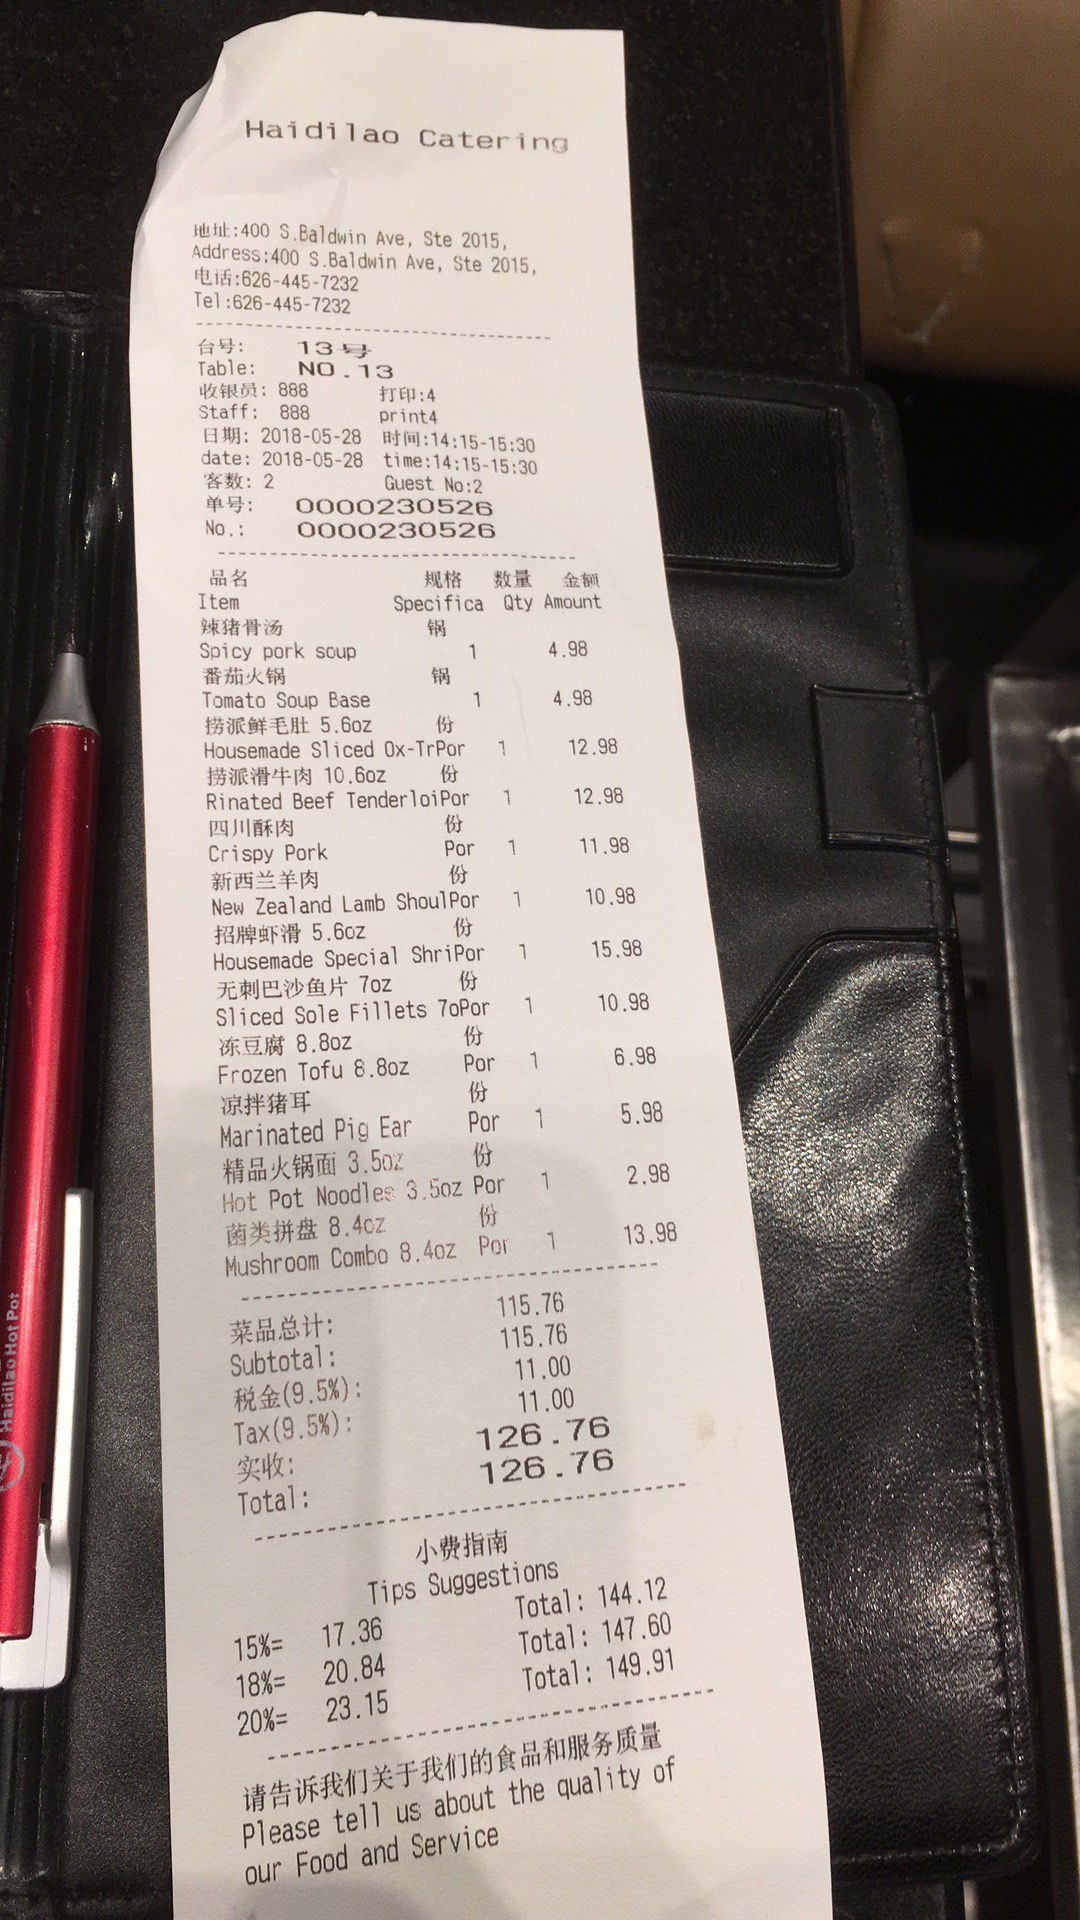 Haidilao Catering
地址:400 S.Baldwin Ave, Ste 2015,
Address:400 S.Baldwin Ave, Ste 2015,
电话:626-445-7232
Tel:626-445-7232
台号: 13号
Table: NO.13
收银员: 888 打印:4
Staff: 888 print4
日期: 2018-05-28 时间:14:15-15:30
date: 2018-05-28 time:14:15-15:30
客数: 2 Guest No:2
单号: 0000230526
No.: 0000230526
品名 规格 数量 金额
Item Specifica Qty Amount
辣猪骨汤 锅
Spicy pork soup 1 4.98
番茄火锅 锅
Tomato Soup Base 1 4.98
捞派鲜毛肚 5.6oz 份
Housemade Sliced Ox-TrPor 1 12.98
捞派滑牛肉 10.6oz 份
Rinated Beef TenderloiPor 1 12.98
四川酥肉 份
Crispy Pork Por 1 11.98
新西兰羊肉 份
New Zealand Lamb ShoulPor 1 10.98
招牌虾滑 5.6oz 份
Housemade Special ShriPor 1 15.98
无刺巴沙鱼片 7oz 份
Sliced Sole Fillets 7oPor 1 10.98
冻豆腐 8.8oz 份
Frozen Tofu 8.8oz Por 1 6.98
凉拌猪耳 份
Marinated Pig Ear Por 1 5.98
精品火锅面 3.5oz 份
Hot Pot Noodles 3.5oz Por 1 2.98
菌类拼盘 8.4oz 份
Mushroom Combo 8.4oz Por 1 13.98
菜品总计: 115.76
Subtotal: 115.76
税金(9.5%): 11.00
Tax(9.5%): 11.00
实收: 126.76
Total: 126.76
小费指南
Tips Suggestions
15%= 17.36 Total: 144.12
18%= 20.84 Total: 147.60
20%= 23.15 Total: 149.91
请告诉我们关于我们的食品和服务质量
Please tell us about the quality of
our Food and Service
Haidilao Hot Pot